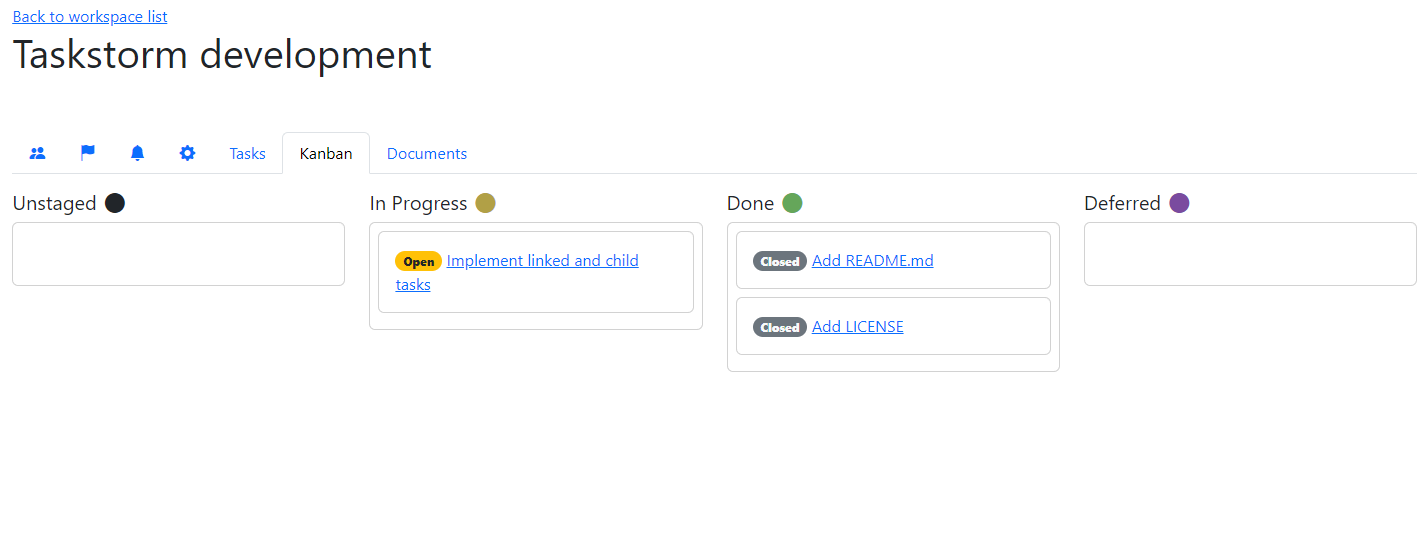 Back to workspace list
Taskstorm development
Tasks
Kanban
Documents
Unstaged
In Progress
Open Implement linked and child
tasks
Done
Closed Add README.md
Closed Add LICENSE
Deferred